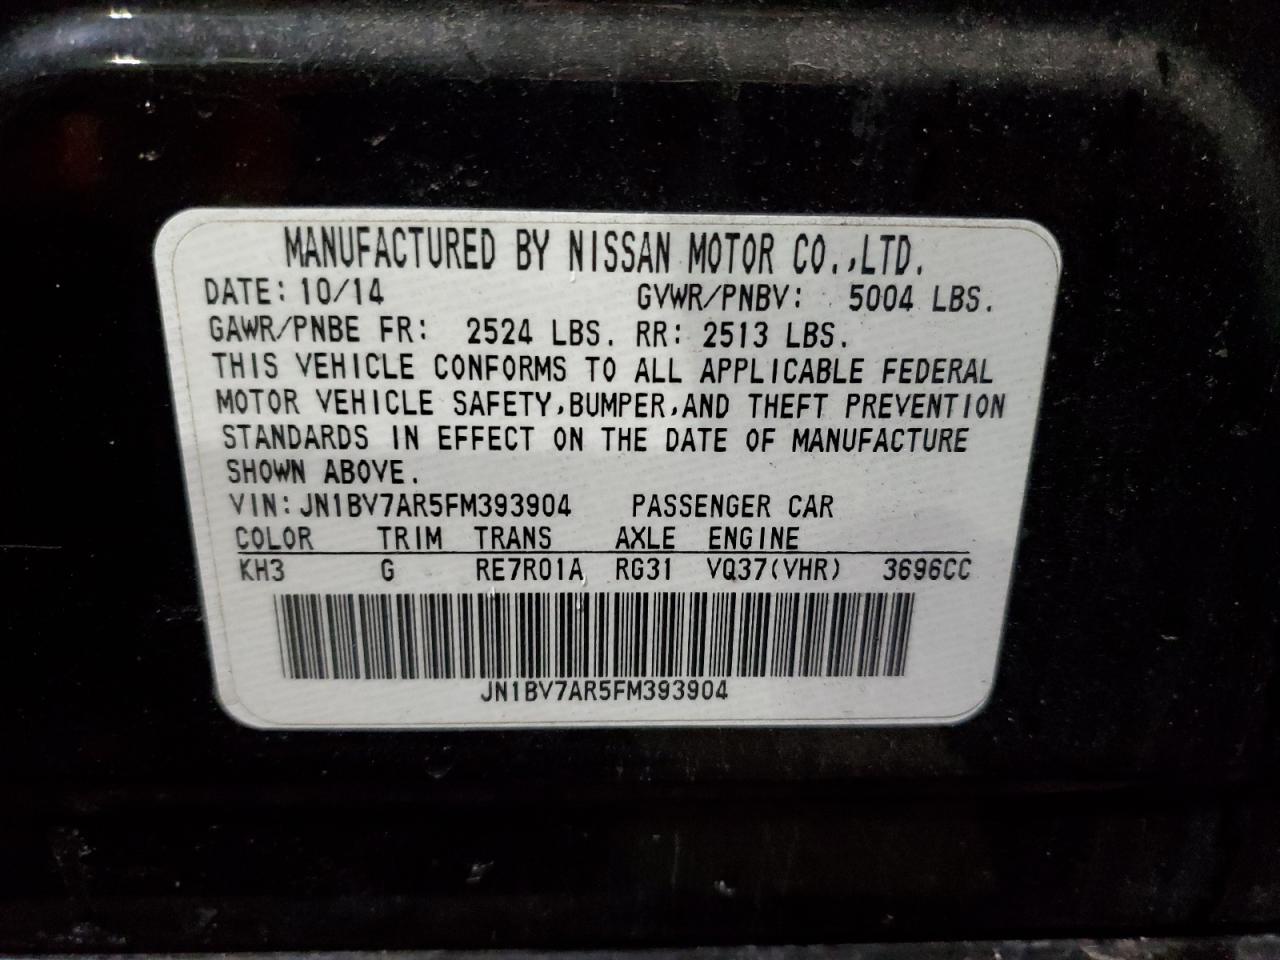 MANUFACTURED BY NISSAN MOTOR CO.,LTD.
DATE: 10/14 GVWR/PNBV: 5004 LBS.
GAWR/PNBE FR: 2524 LBS. RR: 2513 LBS.
THIS VEHICLE CONFORMS TO ALL APPLICABLE FEDERAL
MOTOR VEHICLE SAFETY,BUMPER,AND THEFT PREVENTION
STANDARDS IN EFFECT ON THE DATE OF MANUFACTURE
SHOWN ABOVE.
VIN: JN1BV7AR5FM393904 PASSENGER CAR
COLOR TRIM TRANS AXLE ENGINE
KH3 G RE7R01A RG31 VQ37(VHR) 3696CC
JN1BV7AR5FM393904